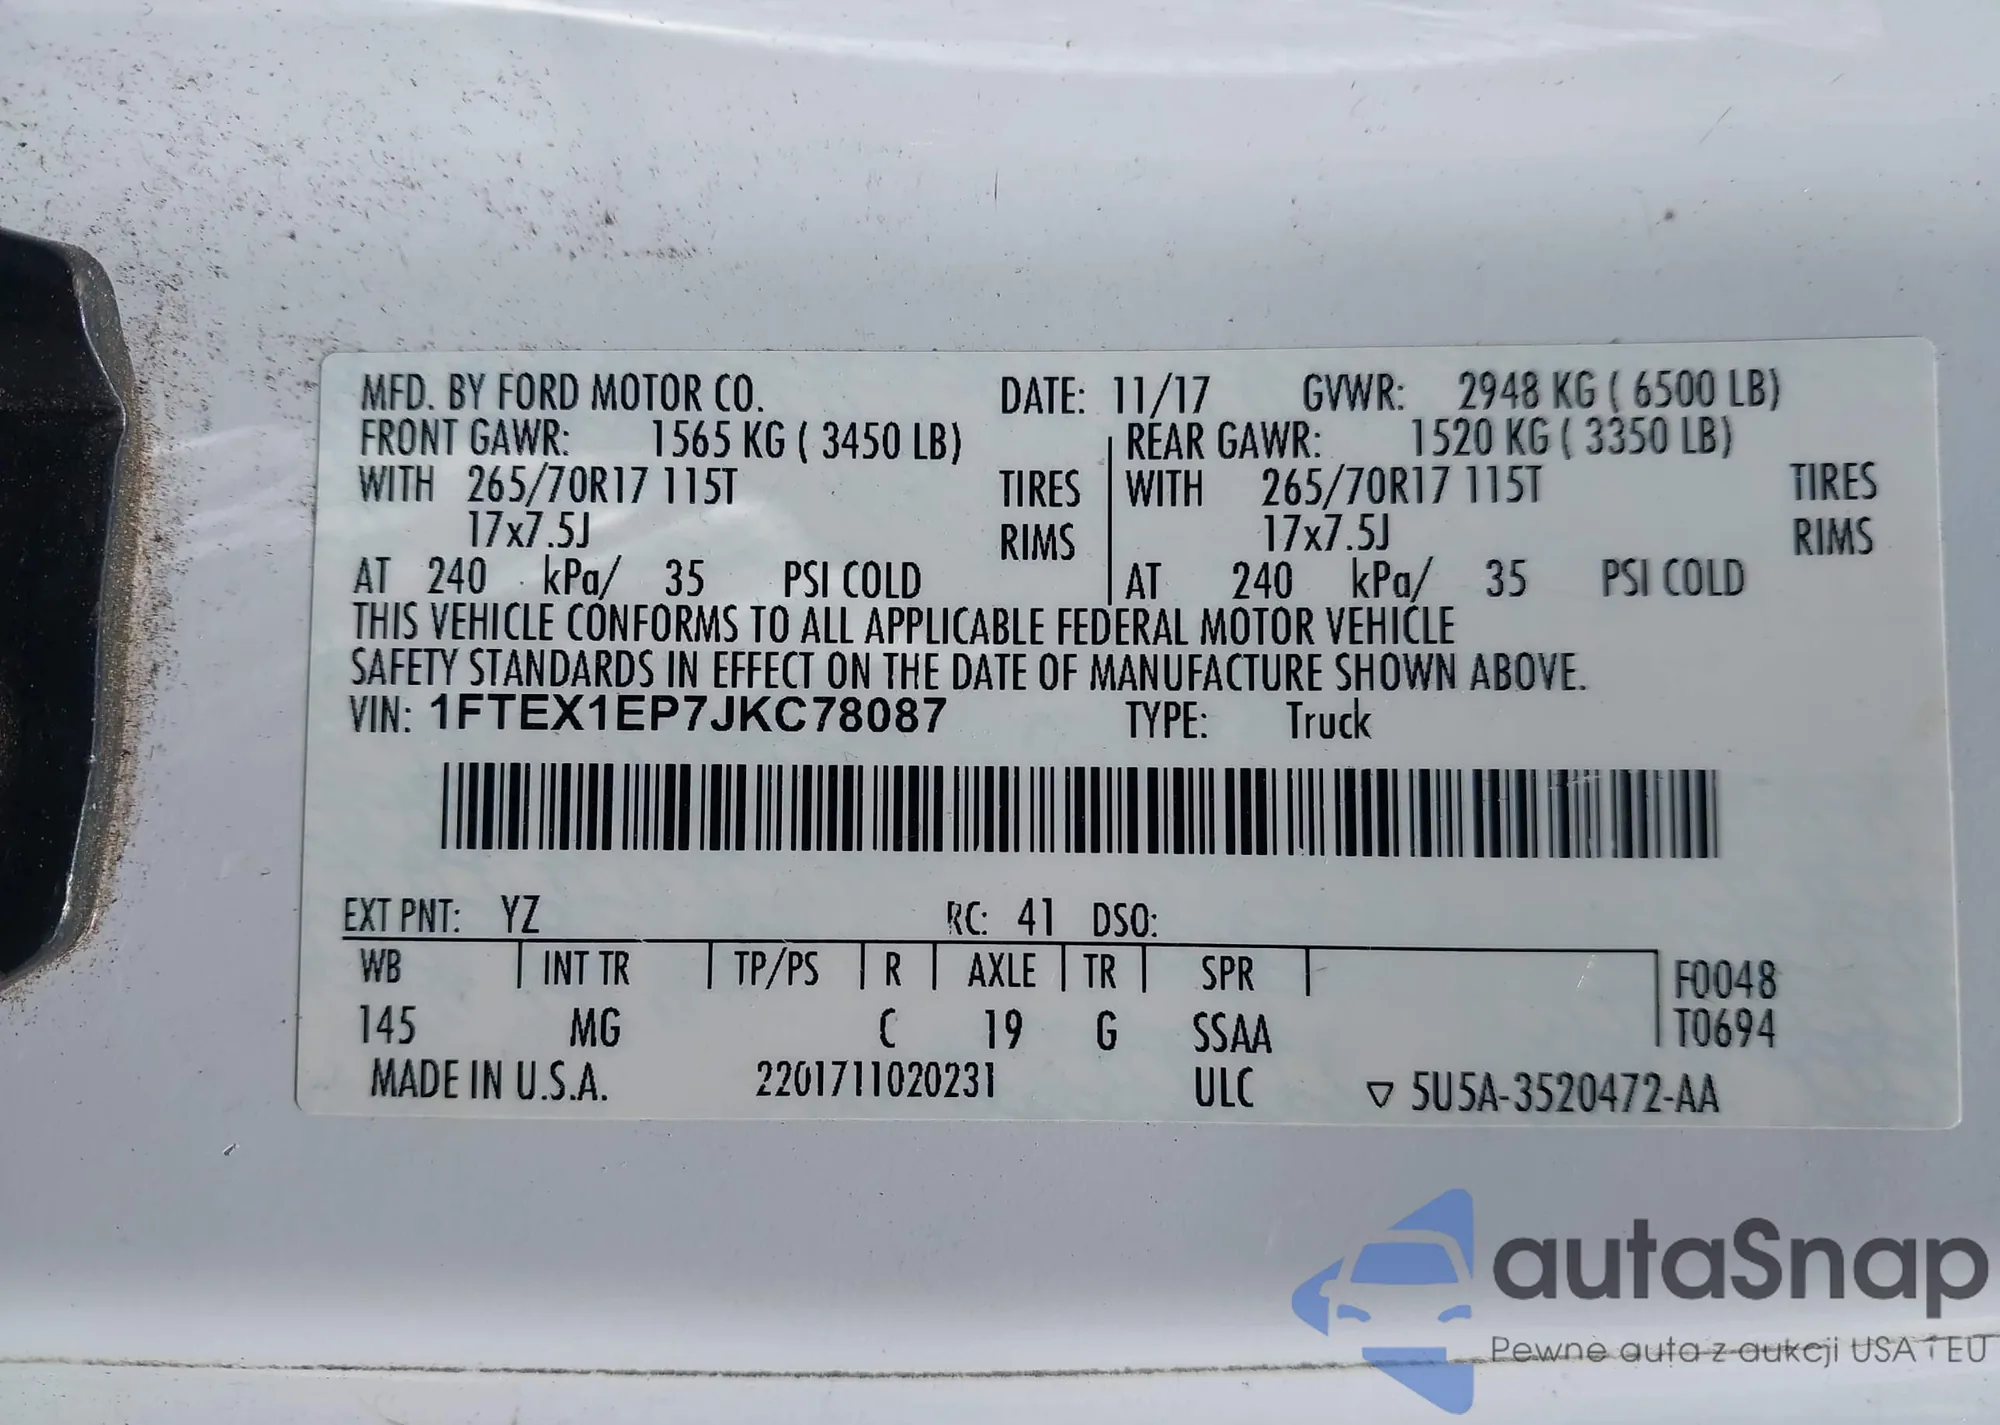 MFD. BY FORD MOTOR CO. DATE: 11/17 GVWR: 2948 KG ( 6500 LB)
FRONT GAWR: 1565 KG ( 3450 LB) REAR GAWR: 1520 KG ( 3350 LB)
WITH 265/70R17 115T TIRES WITH 265/70R17 115T TIRES
17x7.5J RIMS 17x7.5J RIMS
AT 240 kPa/ 35 PSI COLD AT 240 kPa/ 35 PSI COLD
THIS VEHICLE CONFORMS TO ALL APPLICABLE FEDERAL MOTOR VEHICLE
SAFETY STANDARDS IN EFFECT ON THE DATE OF MANUFACTURE SHOWN ABOVE.
VIN: 1FTEX1EP7JKC78087 TYPE: Truck
EXT PNT: YZ RC: 41 DSO:
WB INT TR TP/PS R AXLE TR SPR F0048
145 MG C 19 G SSAA T0694
MADE IN U.S.A. 2201711020231 ULC ▽ 5U5A-3520472-AA
autaSnap
Pewne auta z aukcji USA i EU